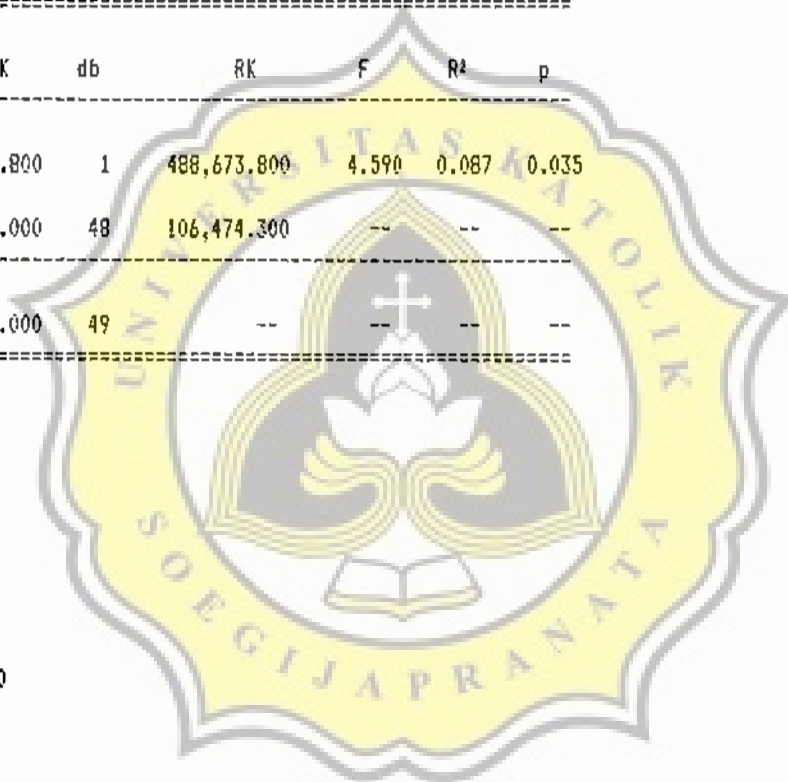 K db RK F R² p
.800 1 488,673.800 4.590 0.087 0.035
.000 48 106,474.300 -- -- --
.000 49 -- -- -- --
UNIVERSITAS KATOLIK
SOEGIJAPRANATA